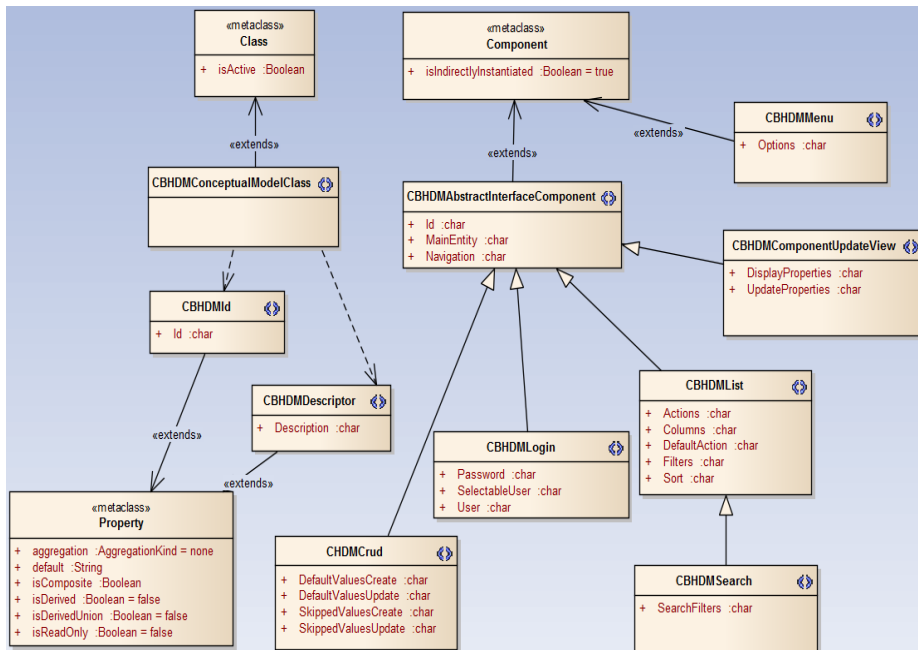 «metaclass»
Class
+ isActive :Boolean
«metaclass»
Component
+ isIndirectlyInstantiated :Boolean = true
CBHDMMenu
+ Options :char
«extends»
«extends»
«extends»
CBHDMConceptualModelClass
CBHDMAbstractInterfaceComponent
+ Id :char
+ MainEntity :char
+ Navigation :char
CBHDMComponentUpdateView
+ DisplayProperties :char
+ UpdateProperties :char
CBHDMId
+ Id :char
CBHDMDescriptor
+ Description :char
CBHDMList
+ Actions :char
+ Columns :char
+ DefaultAction :char
+ Filters :char
+ Sort :char
«extends»
CBHDMLogin
+ Password :char
+ SelectableUser :char
+ User :char
«extends»
«metaclass»
Property
+ aggregation :AggregationKind = none
+ default :String
+ isComposite :Boolean
+ isDerived :Boolean = false
+ isDerivedUnion :Boolean = false
+ isReadOnly :Boolean = false
CHDMCrud
+ DefaultValuesCreate :char
+ DefaultValuesUpdate :char
+ SkippedValuesCreate :char
+ SkippedValuesUpdate :char
CBHDMSearch
+ SearchFilters :char